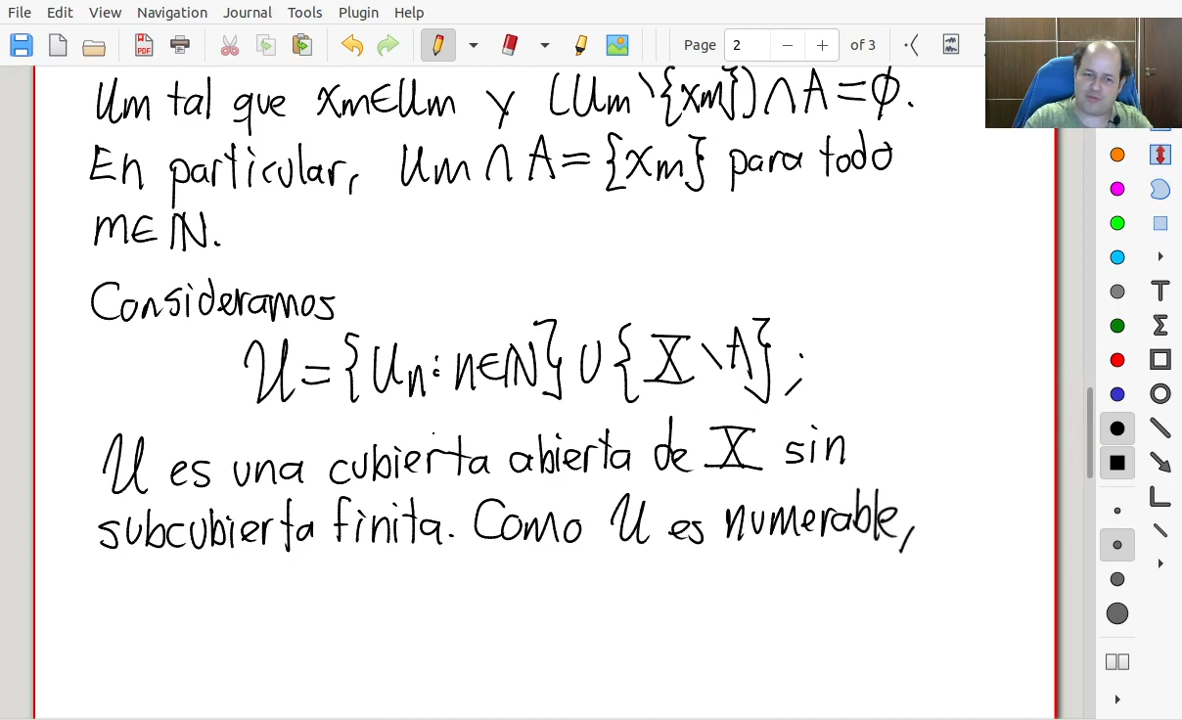 File Edit View Navigation Journal Tools Plugin Help
Page 2 of 3
Um tal que xm∈Um y (Um∖{xm})∩A=∅.
En particular, Um∩A={xm} para todo
m∈ℕ.
Consideramos
𝒰={Un:n∈ℕ}∪{X∖A};
𝒰 es una cubierta abierta de X sin
subcubierta finita. Como 𝒰 es numerable,